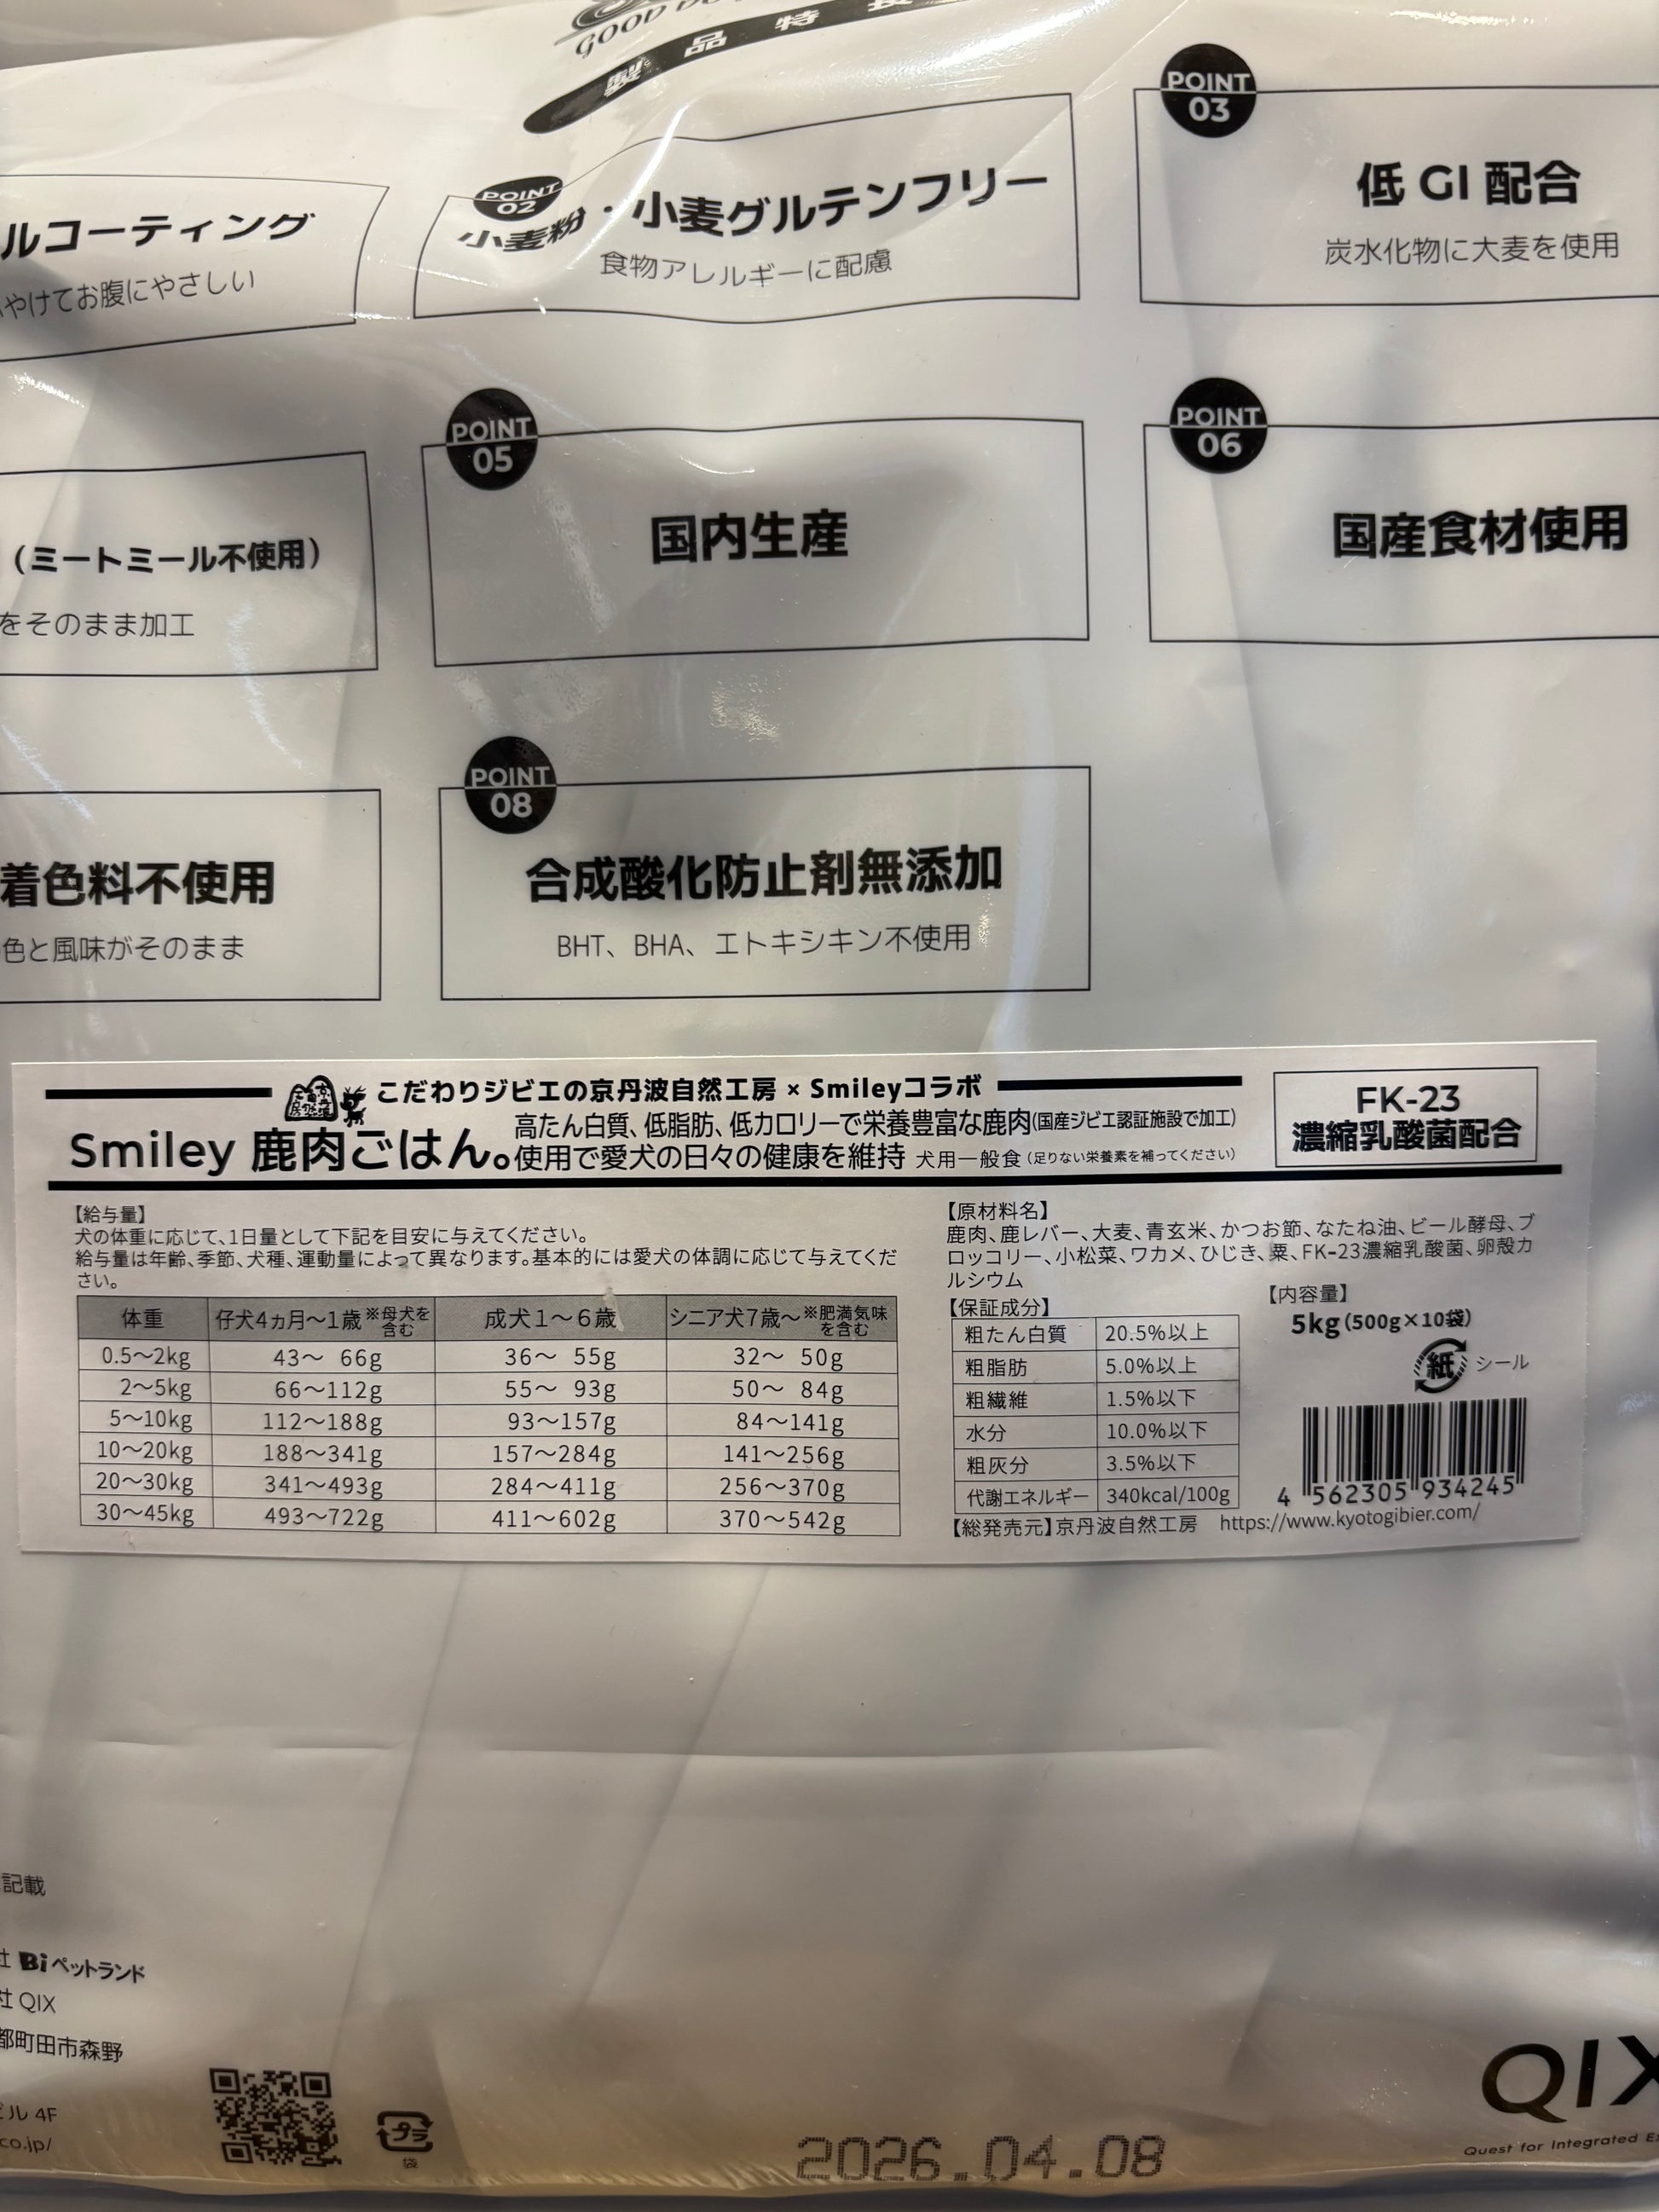 GOOD
製品特長
ルコーティング
やけてお腹にやさしい
POINT
02
小麦粉・小麦グルテンフリー
食物アレルギーに配慮
POINT
03
低 GI 配合
炭水化物に大麦を使用
(ミートミール不使用)
をそのまま加工
POINT
05
国内生産
POINT
06
国産食材使用
着色料不使用
色と風味がそのまま
POINT
08
合成酸化防止剤無添加
BHT、BHA、エトキシキン不使用
こだわりジビエの京丹波自然工房 × Smileyコラボ
Smiley 鹿肉ごはん。
高たん白質、低脂肪、低カロリーで栄養豊富な鹿肉(国産ジビエ認証施設で加工)
使用で愛犬の日々の健康を維持 犬用一般食(足りない栄養素を補ってください)
FK-23
濃縮乳酸菌配合
【給与量】
犬の体重に応じて、1日量として下記を目安に与えてください。
給与量は年齢、季節、犬種、運動量によって異なります。基本的には愛犬の体調に応じて与えてくだ
さい。
体重 仔犬4ヵ月〜1歳※母犬を含む 成犬1〜6歳 シニア犬7歳〜※肥満気味を含む
0.5〜2kg 43〜 66g 36〜 55g 32〜 50g
2〜5kg 66〜112g 55〜 93g 50〜 84g
5〜10kg 112〜188g 93〜157g 84〜141g
10〜20kg 188〜341g 157〜284g 141〜256g
20〜30kg 341〜493g 284〜411g 256〜370g
30〜45kg 493〜722g 411〜602g 370〜542g
【原材料名】
鹿肉、鹿レバー、大麦、青玄米、かつお節、なたね油、ビール酵母、ブ
ロッコリー、小松菜、ワカメ、ひじき、粟、FK-23濃縮乳酸菌、卵殻カ
ルシウム
【保証成分】
粗たん白質 20.5%以上
粗脂肪 5.0%以上
粗繊維 1.5%以下
水分 10.0%以下
粗灰分 3.5%以下
代謝エネルギー 340kcal/100g
【内容量】
5kg(500g×10袋)
紙 シール
4 562305 934245
【総発売元】京丹波自然工房 https://www.kyotogibier.com/
記載
社 Bi ペットランド
社 QIX
都町田市森野
ビル 4F
co.jp/
プラ
袋
2026.04.08
QIX
Quest for Integrated